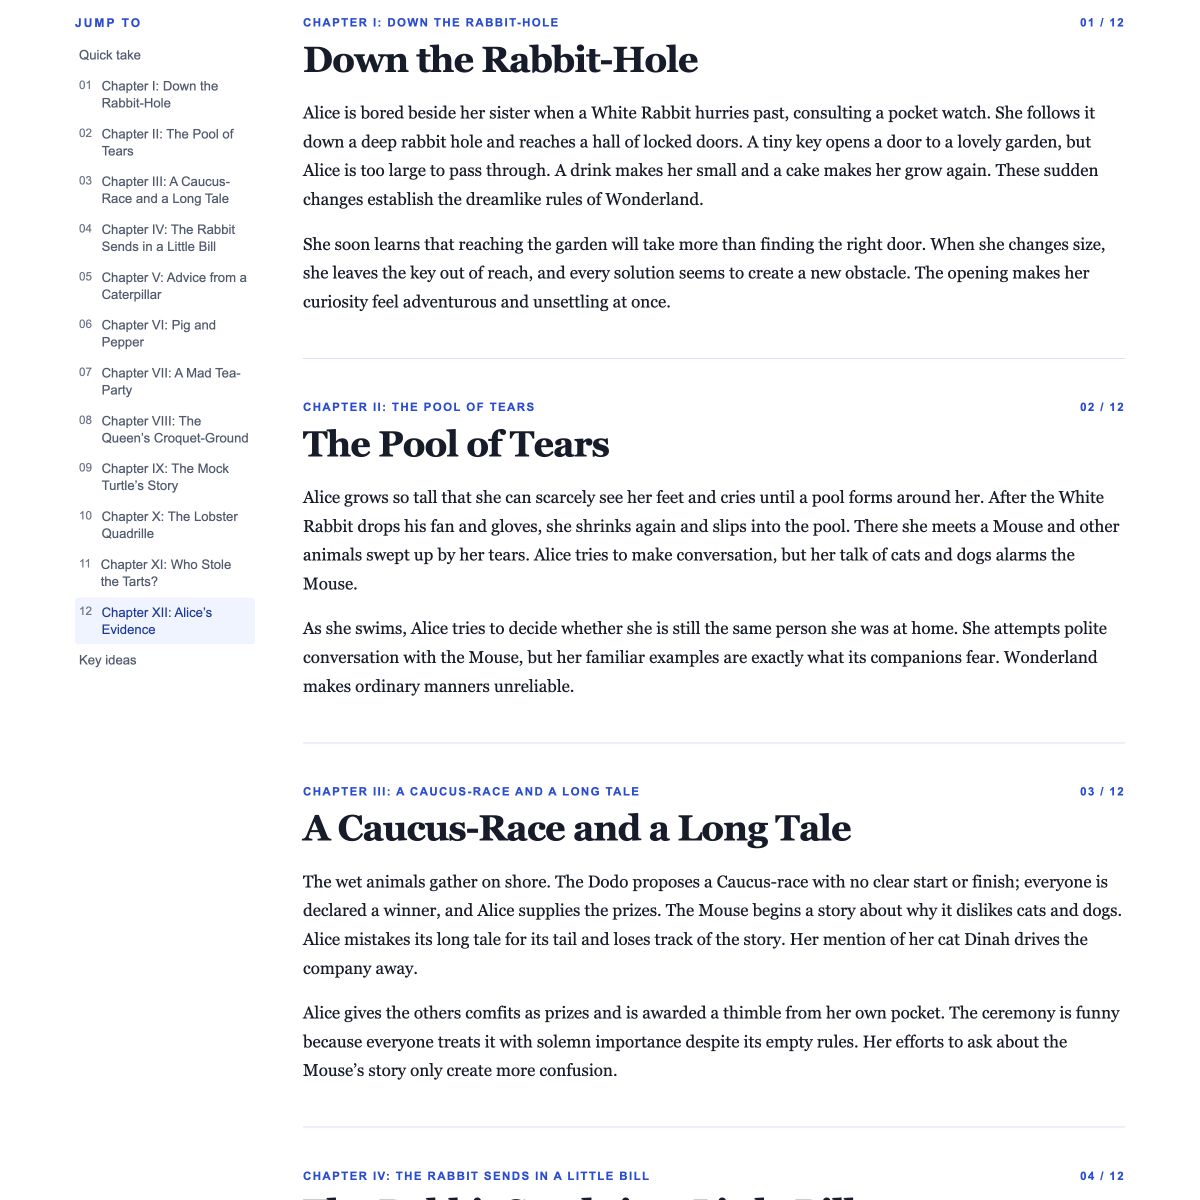 JUMP TO
Quick take
01 Chapter I: Down the
Rabbit-Hole
02 Chapter II: The Pool of
Tears
03 Chapter III: A Caucus-
Race and a Long Tale
04 Chapter IV: The Rabbit
Sends in a Little Bill
05 Chapter V: Advice from a
Caterpillar
06 Chapter VI: Pig and
Pepper
07 Chapter VII: A Mad Tea-
Party
08 Chapter VIII: The
Queen’s Croquet-Ground
09 Chapter IX: The Mock
Turtle’s Story
10 Chapter X: The Lobster
Quadrille
11 Chapter XI: Who Stole
the Tarts?
12 Chapter XII: Alice’s
Evidence
Key ideas
CHAPTER I: DOWN THE RABBIT-HOLE 01 / 12
Down the Rabbit-Hole
Alice is bored beside her sister when a White Rabbit hurries past, consulting a pocket watch. She follows it
down a deep rabbit hole and reaches a hall of locked doors. A tiny key opens a door to a lovely garden, but
Alice is too large to pass through. A drink makes her small and a cake makes her grow again. These sudden
changes establish the dreamlike rules of Wonderland.
She soon learns that reaching the garden will take more than finding the right door. When she changes size,
she leaves the key out of reach, and every solution seems to create a new obstacle. The opening makes her
curiosity feel adventurous and unsettling at once.
CHAPTER II: THE POOL OF TEARS 02 / 12
The Pool of Tears
Alice grows so tall that she can scarcely see her feet and cries until a pool forms around her. After the White
Rabbit drops his fan and gloves, she shrinks again and slips into the pool. There she meets a Mouse and other
animals swept up by her tears. Alice tries to make conversation, but her talk of cats and dogs alarms the
Mouse.
As she swims, Alice tries to decide whether she is still the same person she was at home. She attempts polite
conversation with the Mouse, but her familiar examples are exactly what its companions fear. Wonderland
makes ordinary manners unreliable.
CHAPTER III: A CAUCUS-RACE AND A LONG TALE 03 / 12
A Caucus-Race and a Long Tale
The wet animals gather on shore. The Dodo proposes a Caucus-race with no clear start or finish; everyone is
declared a winner, and Alice supplies the prizes. The Mouse begins a story about why it dislikes cats and dogs.
Alice mistakes its long tale for its tail and loses track of the story. Her mention of her cat Dinah drives the
company away.
Alice gives the others comfits as prizes and is awarded a thimble from her own pocket. The ceremony is funny
because everyone treats it with solemn importance despite its empty rules. Her efforts to ask about the
Mouse’s story only create more confusion.
CHAPTER IV: THE RABBIT SENDS IN A LITTLE BILL 04 / 12